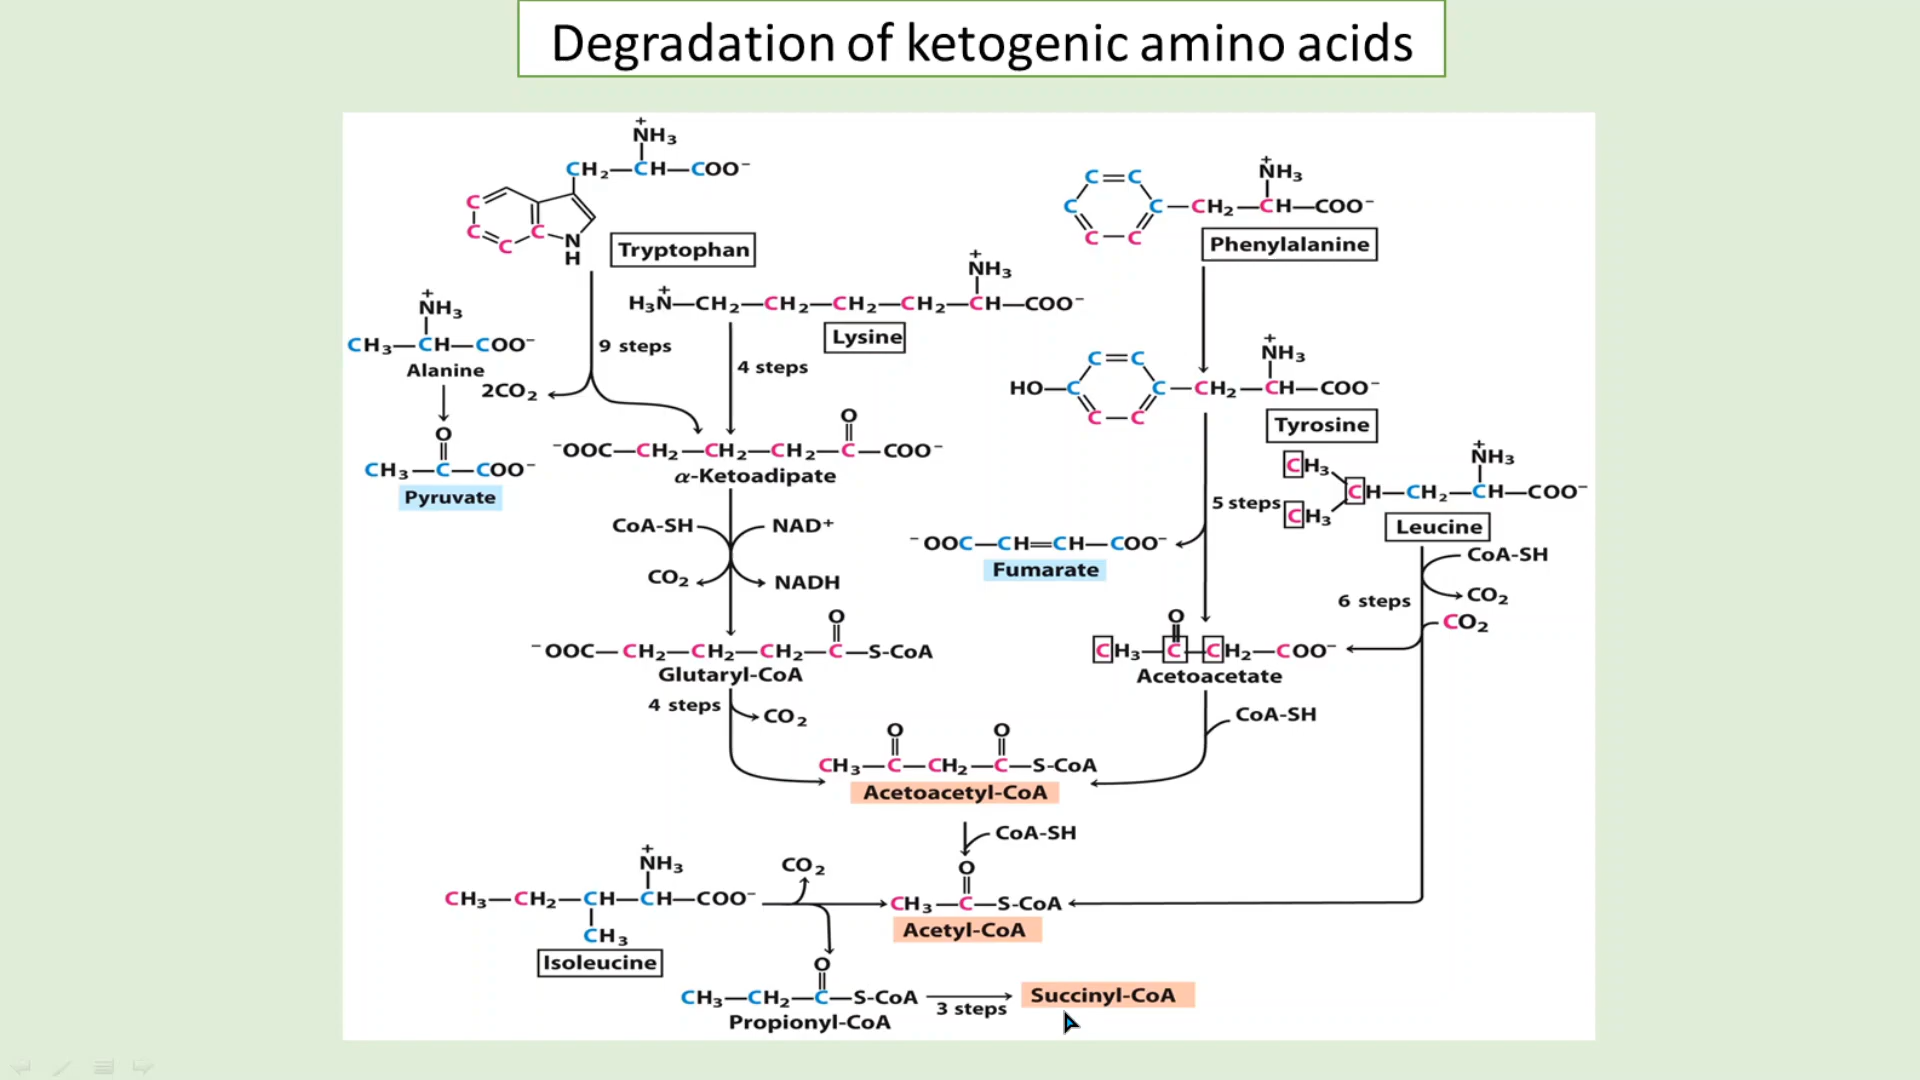 Degradation of ketogenic amino acids
+
NH₃
CH₂—CH—COO⁻
C
C
C
C
N
H
Tryptophan
+
NH₃
CH₃—CH—COO⁻
Alanine
9 steps
2CO₂
O
CH₃—C—COO⁻
Pyruvate
+
NH₃
+
H₃N—CH₂—CH₂—CH₂—CH₂—CH—COO⁻
Lysine
4 steps
O
⁻OOC—CH₂—CH₂—CH₂—C—COO⁻
α-Ketoadipate
CoA-SH
NAD⁺
CO₂
NADH
O
⁻OOC—CH₂—CH₂—CH₂—C—S-CoA
Glutaryl-CoA
4 steps
CO₂
+
NH₃
C=C
C
C—CH₂—CH—COO⁻
C—C
Phenylalanine
+
NH₃
C=C
HO—C
C—CH₂—CH—COO⁻
C—C
Tyrosine
5 steps
⁻OOC—CH=CH—COO⁻
Fumarate
+
NH₃
CH₃
CH—CH₂—CH—COO⁻
CH₃
Leucine
CoA-SH
CO₂
6 steps
CO₂
O
CH₃—C—CH₂—COO⁻
Acetoacetate
CoA-SH
O
O
CH₃—C—CH₂—C—S-CoA
Acetoacetyl-CoA
CoA-SH
+
NH₃
CH₃—CH₂—CH—CH—COO⁻
CH₃
Isoleucine
CO₂
O
CH₃—C—S-CoA
Acetyl-CoA
O
CH₃—CH₂—C—S-CoA
Propionyl-CoA
3 steps
Succinyl-CoA